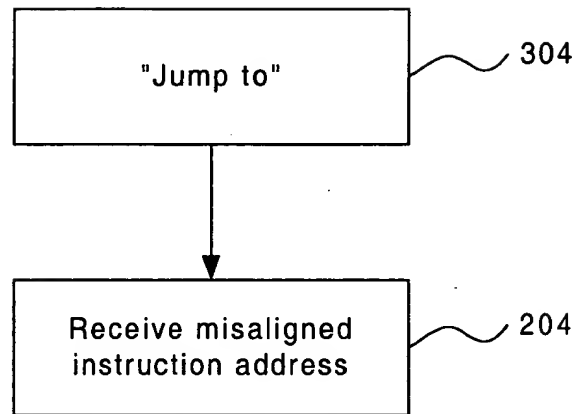 "Jump to"
304
Receive misaligned
instruction address
204